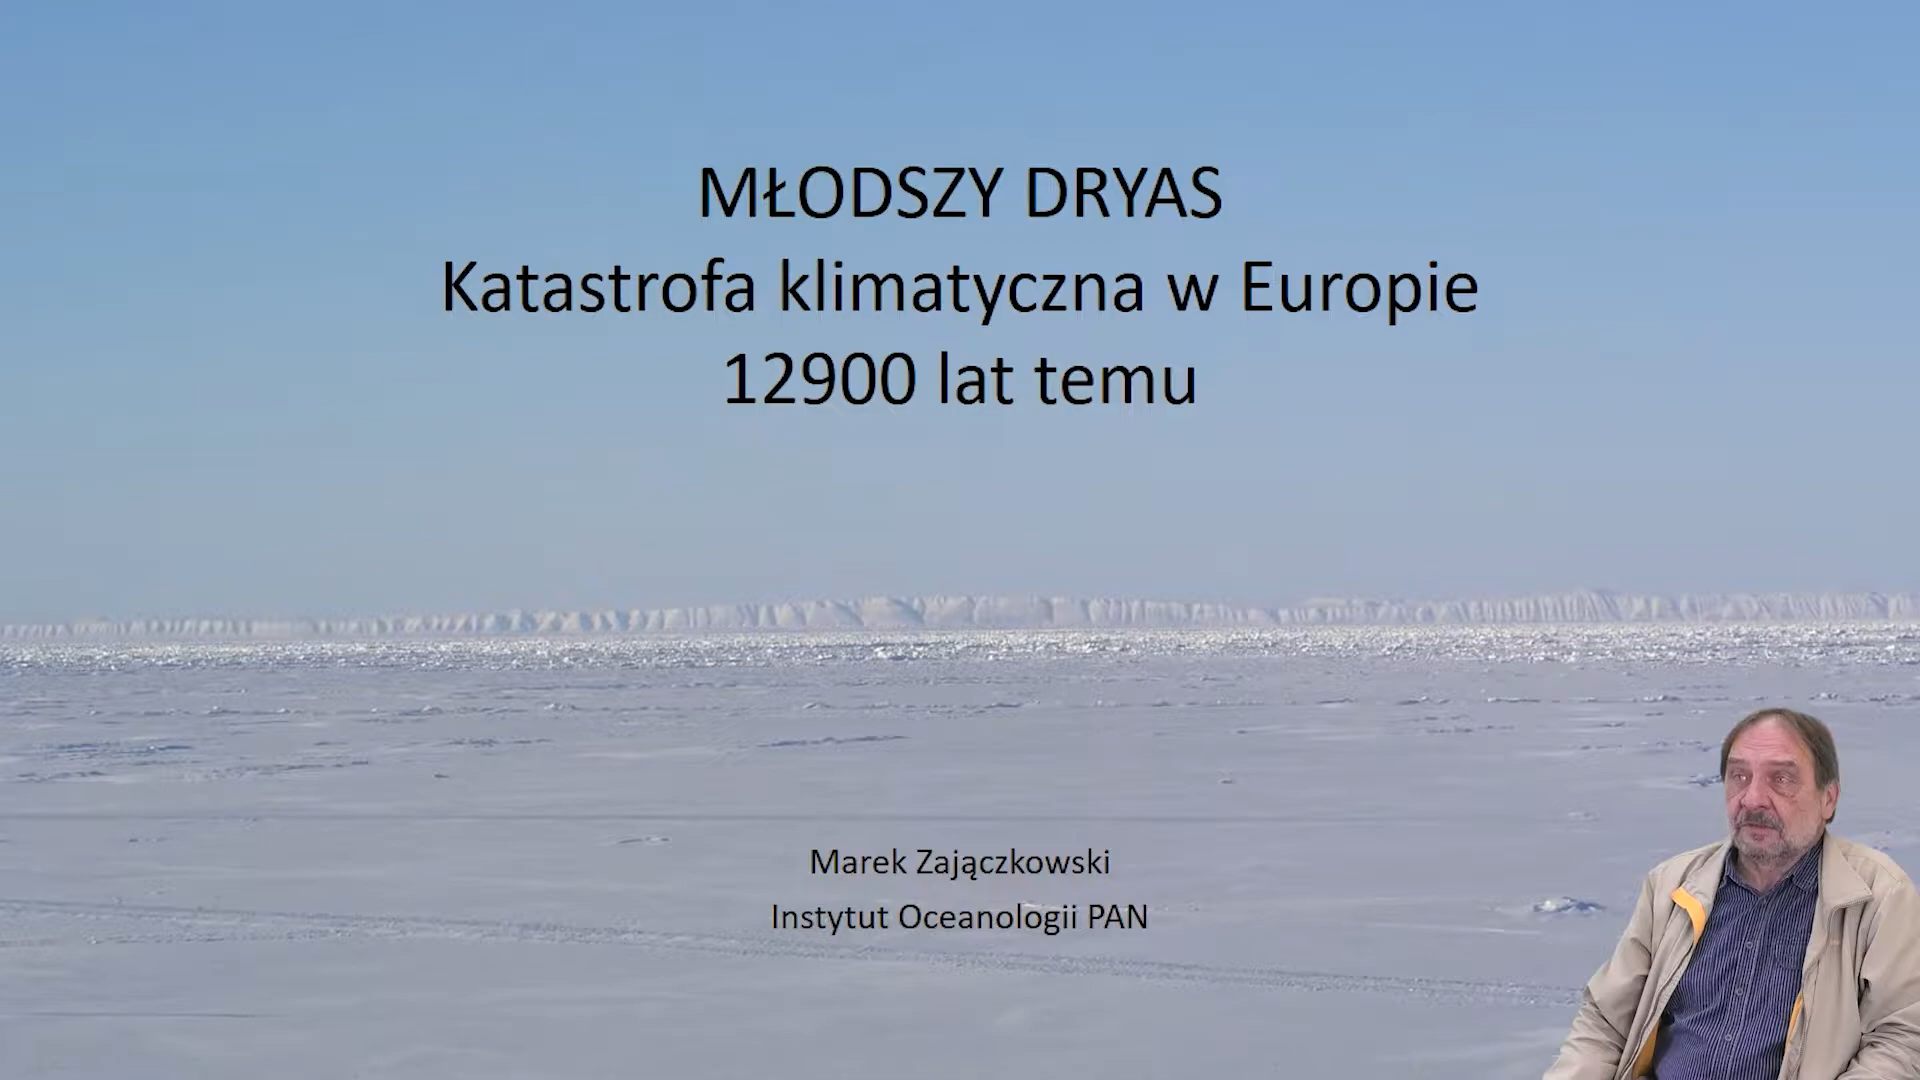 MŁODSZY DRYAS
Katastrofa klimatyczna w Europie
12900 lat temu
Marek Zajączkowski
Instytut Oceanologii PAN